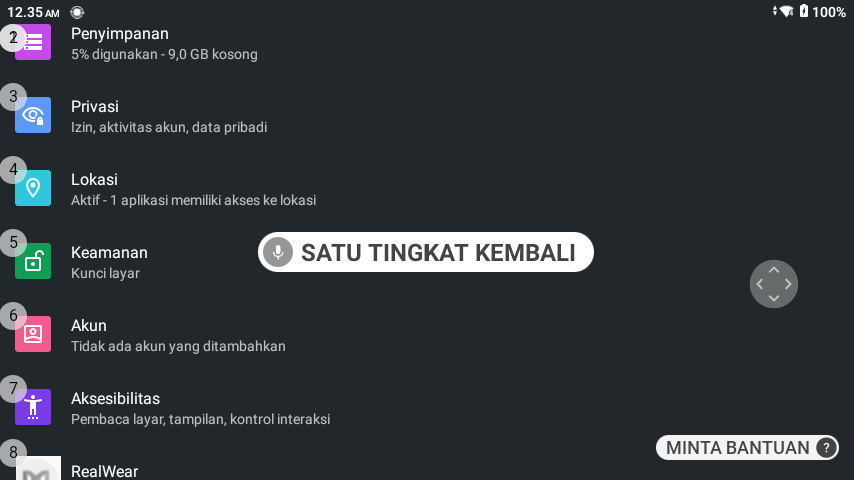 12.35 AM
100%
2
Penyimpanan
5% digunakan - 9,0 GB kosong
3
Privasi
Izin, aktivitas akun, data pribadi
4
Lokasi
Aktif - 1 aplikasi memiliki akses ke lokasi
5
Keamanan
Kunci layar
SATU TINGKAT KEMBALI
6
Akun
Tidak ada akun yang ditambahkan
7
Aksesibilitas
Pembaca layar, tampilan, kontrol interaksi
MINTA BANTUAN ?
8
RealWear